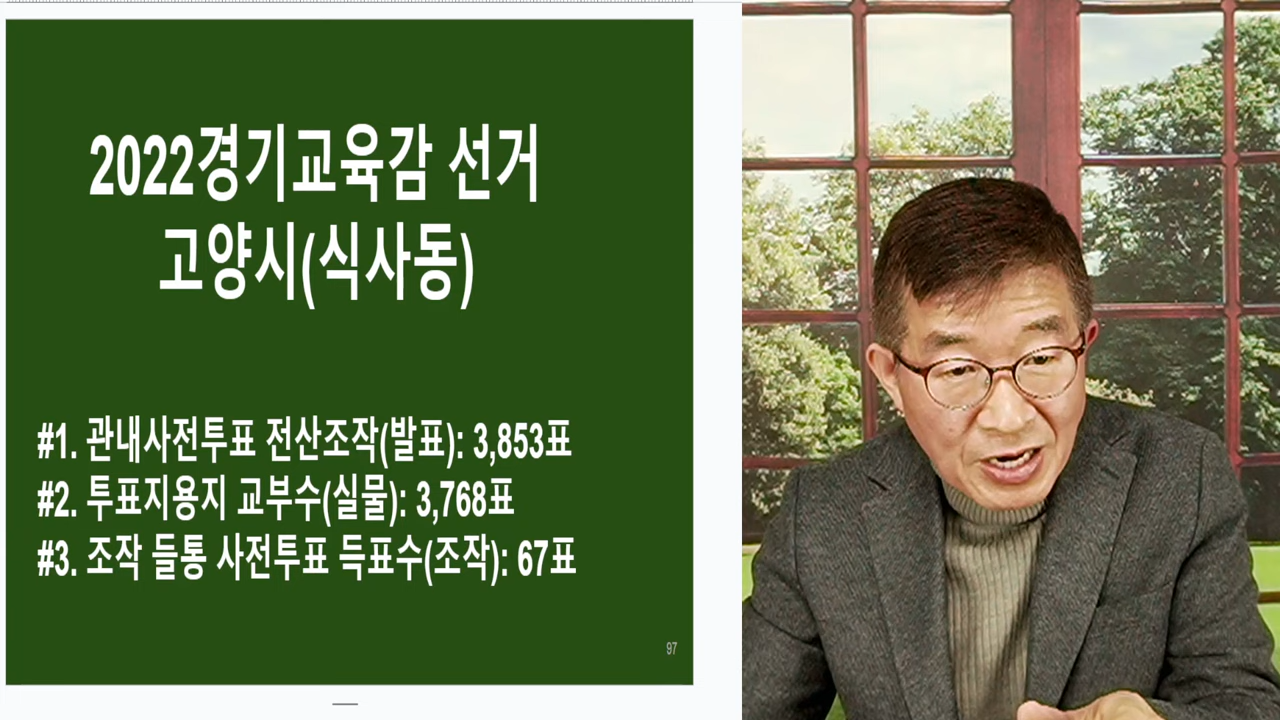 2022경기교육감 선거
고양시(식사동)
#1. 관내사전투표 전산조작(발표): 3,853표
#2. 투표지용지 교부수(실물): 3,768표
#3. 조작 들통 사전투표 득표수(조작): 67표
97